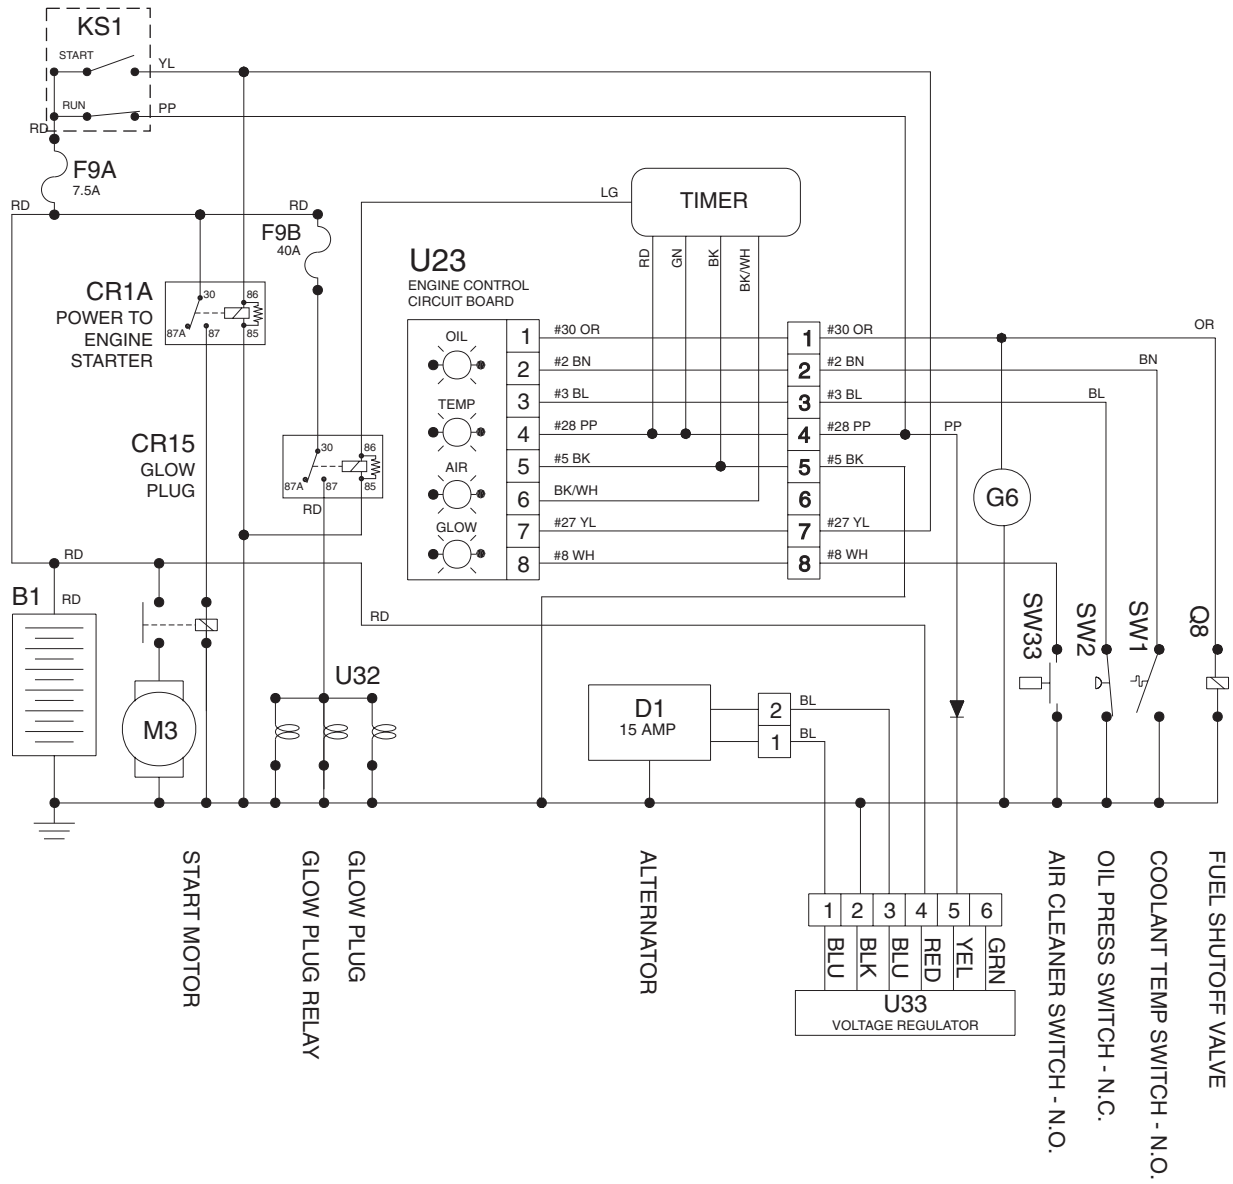 KS1
START
YL
RUN
PP
RD
F9A
7.5A
RD
RD
F9B
40A
LG
TIMER
RD
GN
BK
BK/WH
U23
ENGINE CONTROL
CIRCUIT BOARD
CR1A
POWER TO
ENGINE
STARTER
30
86
87A
87
85
OIL
TEMP
AIR
GLOW
1
#30 OR
1
#30 OR
OR
2
#2 BN
2
#2 BN
BN
3
#3 BL
3
#3 BL
BL
4
#28 PP
4
#28 PP
PP
5
#5 BK
5
#5 BK
6
BK/WH
6
7
#27 YL
7
#27 YL
8
#8 WH
8
#8 WH
CR15
GLOW
PLUG
30
86
87A
87
85
RD
G6
RD
B1
RD
RD
SW33
SW2
SW1
Q8
M3
U32
D1
15 AMP
2
BL
1
BL
START MOTOR
GLOW PLUG RELAY
GLOW PLUG
ALTERNATOR
AIR CLEANER SWITCH - N.O.
OIL PRESS SWITCH - N.C.
COOLANT TEMP SWITCH - N.O.
FUEL SHUTOFF VALVE
1 2 3 4 5 6
BLU
BLK
BLU
RED
YEL
GRN
U33
VOLTAGE REGULATOR